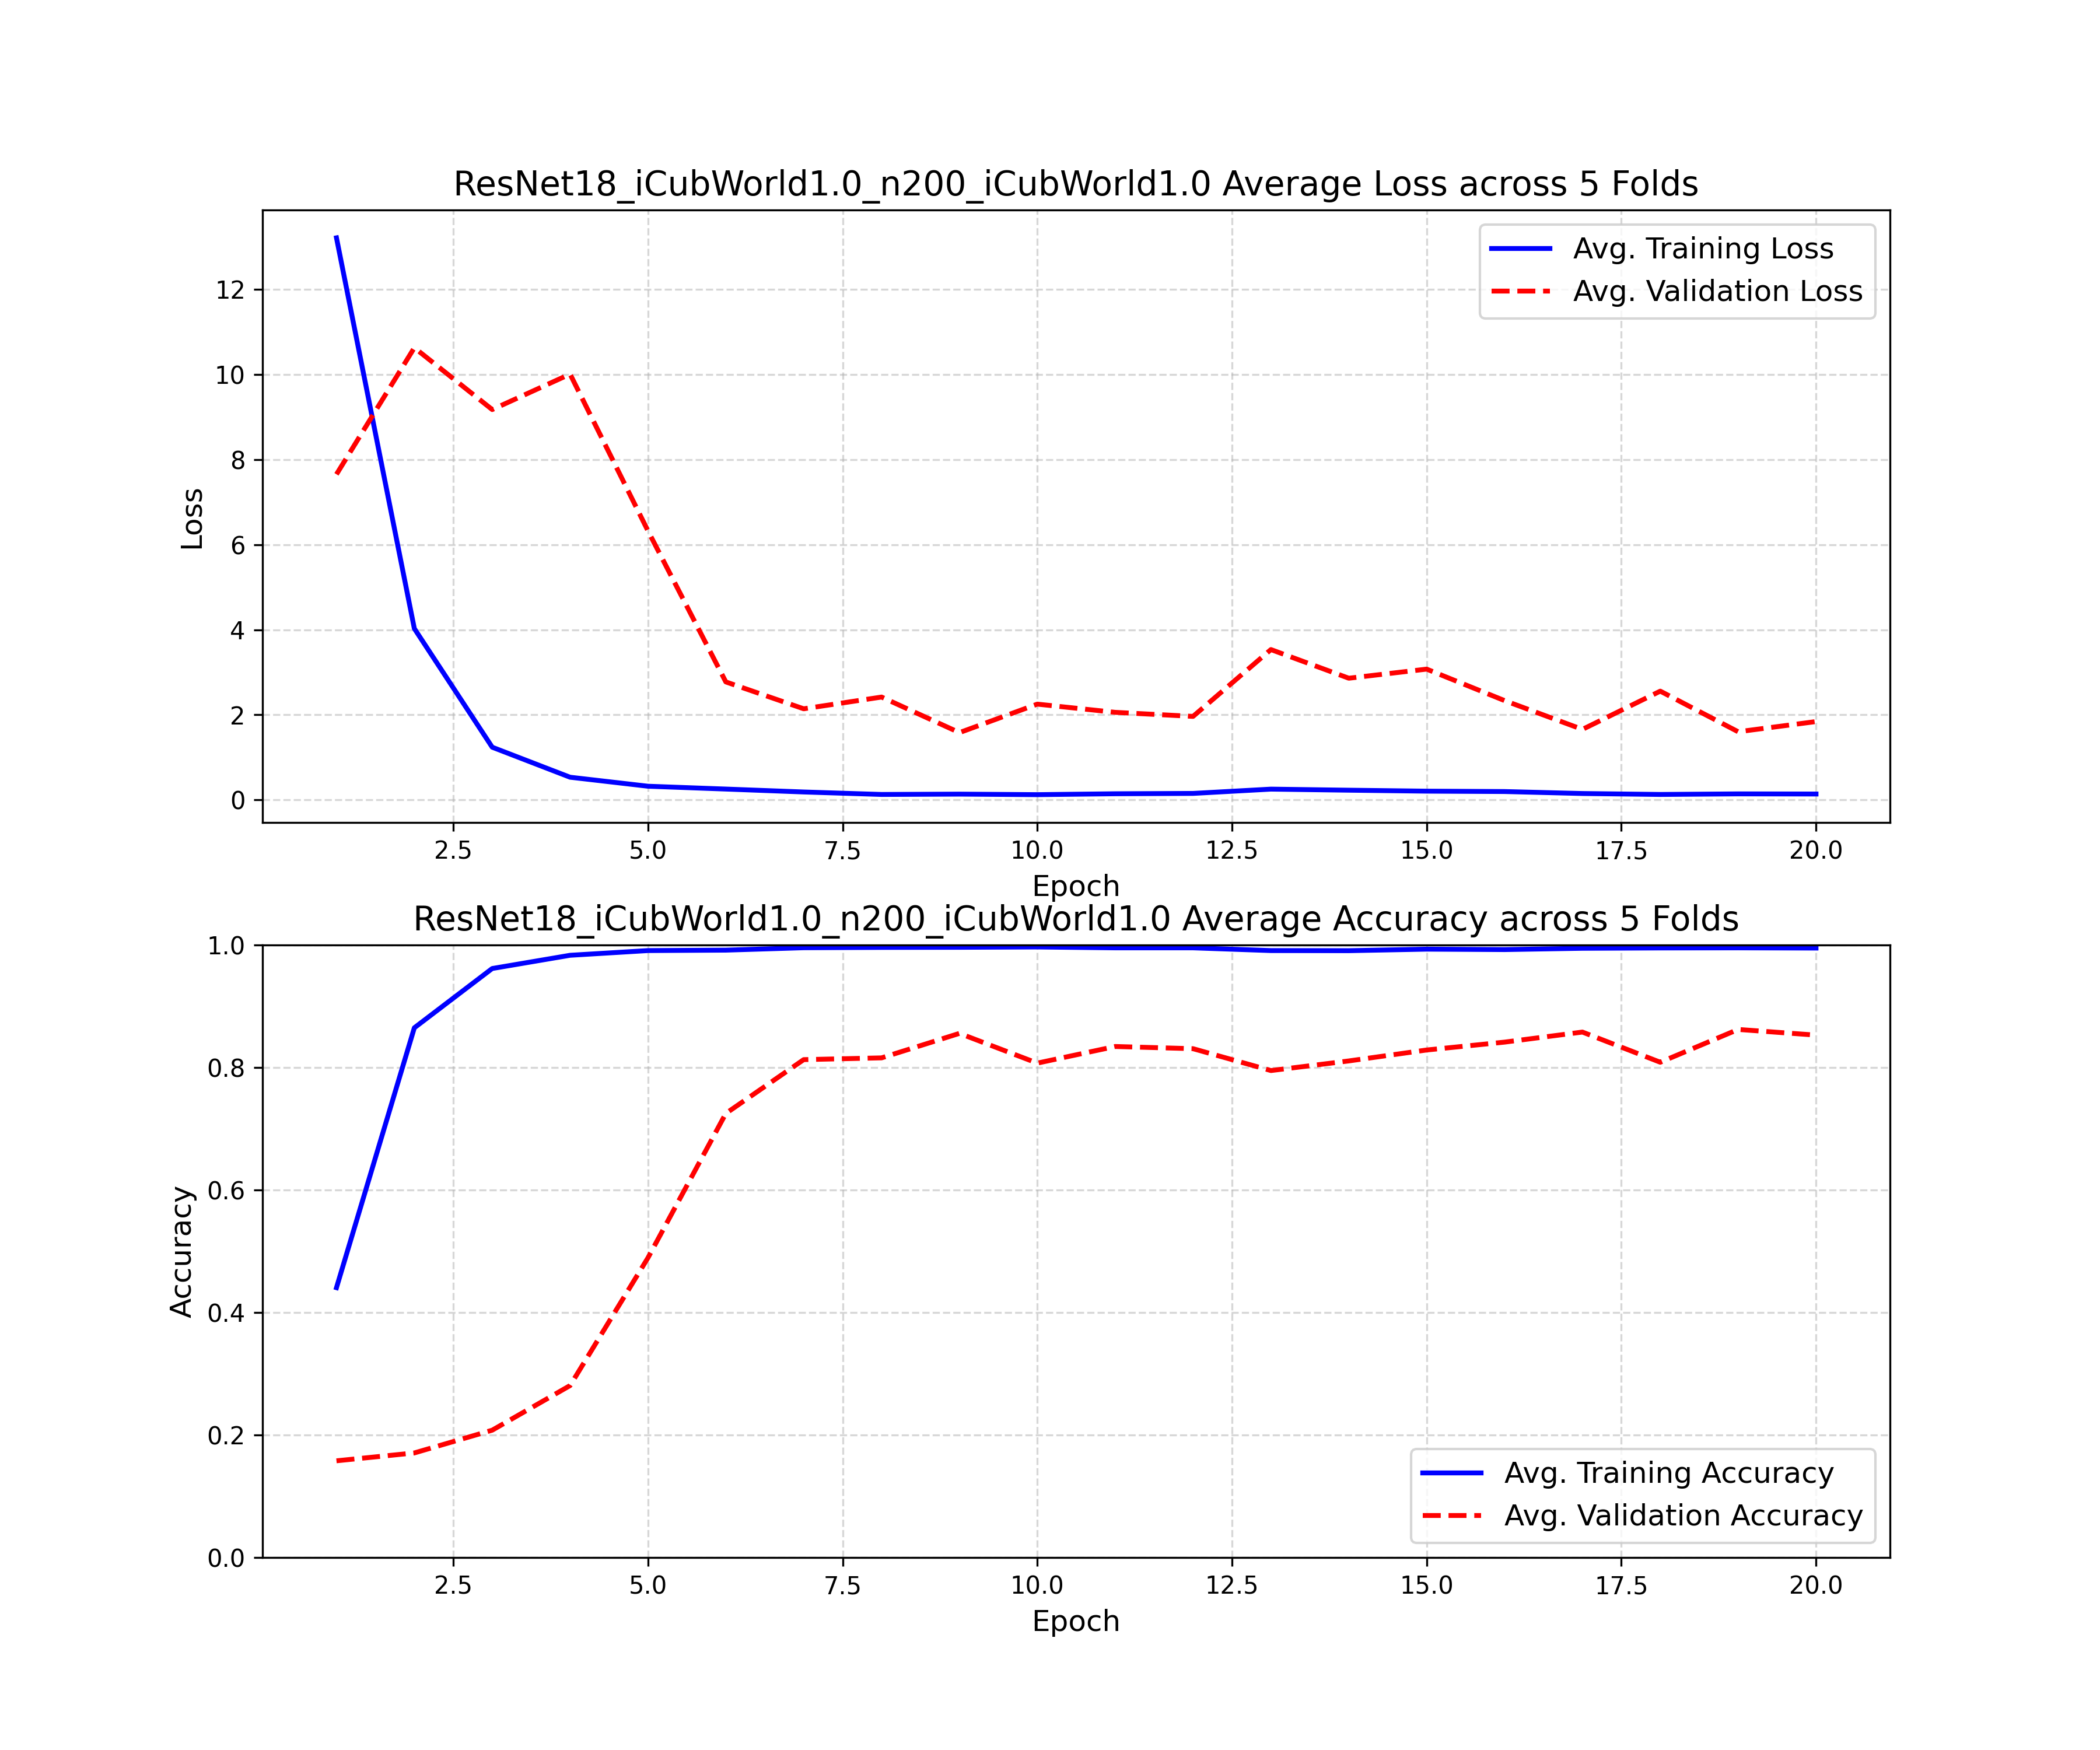 ResNet18_iCubWorld1.0_n200_iCubWorld1.0 Average Loss across 5 Folds
Avg. Training Loss
Avg. Validation Loss
Loss
12
10
8
6
4
2
0
2.5 5.0 7.5 10.0 12.5 15.0 17.5 20.0
Epoch
ResNet18_iCubWorld1.0_n200_iCubWorld1.0 Average Accuracy across 5 Folds
Accuracy
1.0
0.8
0.6
0.4
0.2
0.0
Avg. Training Accuracy
Avg. Validation Accuracy
2.5 5.0 7.5 10.0 12.5 15.0 17.5 20.0
Epoch